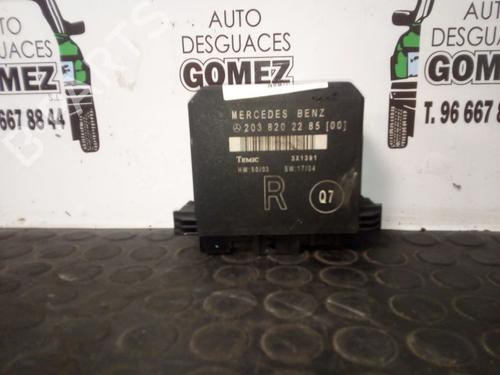 AUTO
DESGUACES
GOMEZ
667 88 44
AUTO
DESGUACES
GOMEZ
T. 96 667 8
MERCEDES BENZ
203 820 22 85 [00]
TEMIC 3X1391
HW:50/03 SW:17/04
R Q7